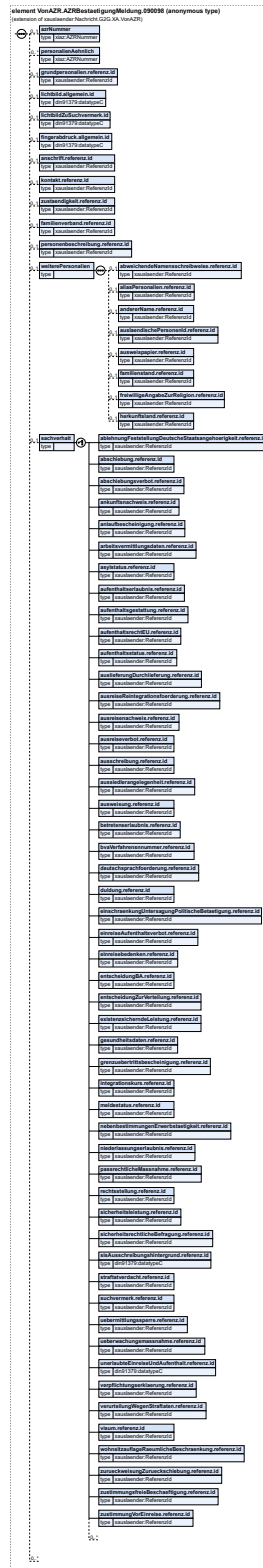 element VonAZR.AZRBestaetigungMeldung.090098 (anonymous type)
(extension of xauslaender:Nachricht.G2G.XA.VonAZR)
azrNummer
type xiaz:AZRNummer
personalienAehnlich
type xiaz:AZRNummer
grundpersonalien.referenz.id
type xauslaender:ReferenzId
lichtbild.allgemein.id
type din91379:datatypeC
lichtbildZuSuchvermerk.id
type din91379:datatypeC
fingerabdruck.allgemein.id
type din91379:datatypeC
anschrift.referenz.id
type xauslaender:ReferenzId
kontakt.referenz.id
type xauslaender:ReferenzId
zustaendigkeit.referenz.id
type xauslaender:ReferenzId
familienverband.referenz.id
type xauslaender:ReferenzId
personenbeschreibung.referenz.id
type xauslaender:ReferenzId
weiterePersonalien
type
abweichendeNamensschreibweise.referenz.id
type xauslaender:ReferenzId
aliasPersonalien.referenz.id
type xauslaender:ReferenzId
andererName.referenz.id
type xauslaender:ReferenzId
auslaendischePersonenId.referenz.id
type xauslaender:ReferenzId
ausweispapier.referenz.id
type xauslaender:ReferenzId
familienstand.referenz.id
type xauslaender:ReferenzId
freiwilligeAngabeZurReligion.referenz.id
type xauslaender:ReferenzId
herkunftsland.referenz.id
type xauslaender:ReferenzId
sachverhalt
type
ablehnungFeststellungDeutscheStaatsangehoerigkeit.referenz.i
type xauslaender:ReferenzId
abschiebung.referenz.id
type xauslaender:ReferenzId
abschiebungsverbot.referenz.id
type xauslaender:ReferenzId
ankunftsnachweis.referenz.id
type xauslaender:ReferenzId
anlaufbescheinigung.referenz.id
type xauslaender:ReferenzId
arbeitsvermittlungsdaten.referenz.id
type xauslaender:ReferenzId
asylstatus.referenz.id
type xauslaender:ReferenzId
aufenthaltserlaubnis.referenz.id
type xauslaender:ReferenzId
aufenthaltsgestattung.referenz.id
type xauslaender:ReferenzId
aufenthaltsrechtEU.referenz.id
type xauslaender:ReferenzId
aufenthaltsstatus.referenz.id
type xauslaender:ReferenzId
auslieferungDurchlieferung.referenz.id
type xauslaender:ReferenzId
ausreiseReintegrationsfoerderung.referenz.id
type xauslaender:ReferenzId
ausreisenachweis.referenz.id
type xauslaender:ReferenzId
ausreiseverbot.referenz.id
type xauslaender:ReferenzId
ausschreibung.referenz.id
type xauslaender:ReferenzId
aussiedlerangelegenheit.referenz.id
type xauslaender:ReferenzId
ausweisung.referenz.id
type xauslaender:ReferenzId
betretenserlaubnis.referenz.id
type xauslaender:ReferenzId
bvaVerfahrensnummer.referenz.id
type xauslaender:ReferenzId
deutschsprachfoerderung.referenz.id
type xauslaender:ReferenzId
duldung.referenz.id
type xauslaender:ReferenzId
einschraenkungUntersagungPolitischeBetaetigung.referenz.id
type xauslaender:ReferenzId
einreiseAufenthaltsverbot.referenz.id
type xauslaender:ReferenzId
einreisebedenken.referenz.id
type xauslaender:ReferenzId
entscheidungBA.referenz.id
type xauslaender:ReferenzId
entscheidungZurVerteilung.referenz.id
type xauslaender:ReferenzId
existenzsicherndeLeistung.referenz.id
type xauslaender:ReferenzId
gesundheitsdaten.referenz.id
type xauslaender:ReferenzId
grenzuebertrittsbescheinigung.referenz.id
type xauslaender:ReferenzId
integrationskurs.referenz.id
type xauslaender:ReferenzId
meldestatus.referenz.id
type xauslaender:ReferenzId
nebenbestimmungenErwerbstaetigkeit.referenz.id
type xauslaender:ReferenzId
niederlassungserlaubnis.referenz.id
type xauslaender:ReferenzId
passrechtlicheMassnahme.referenz.id
type xauslaender:ReferenzId
rechtsstellung.referenz.id
type xauslaender:ReferenzId
sicherheitsleistung.referenz.id
type xauslaender:ReferenzId
sicherheitsrechtlicheBefragung.referenz.id
type xauslaender:ReferenzId
sisAusschreibungshintergrund.referenz.id
type din91379:datatypeC
straftatverdacht.referenz.id
type xauslaender:ReferenzId
suchvermerk.referenz.id
type xauslaender:ReferenzId
uebermittlungssperre.referenz.id
type xauslaender:ReferenzId
ueberwachungsmassnahme.referenz.id
type xauslaender:ReferenzId
unerlaubteEinreiseUndAufenthalt.referenz.id
type din91379:datatypeC
verpflichtungserklaerung.referenz.id
type xauslaender:ReferenzId
verurteilungWegenStraftaten.referenz.id
type xauslaender:ReferenzId
visum.referenz.id
type xauslaender:ReferenzId
wohnsitzauflageRaeumlicheBeschraenkung.referenz.id
type xauslaender:ReferenzId
zurueckweisungZurueckschiebung.referenz.id
type xauslaender:ReferenzId
zustimmungsfreieBeschaeftigung.referenz.id
type xauslaender:ReferenzId
zustimmungVorEinreise.referenz.id
type xauslaender:ReferenzId